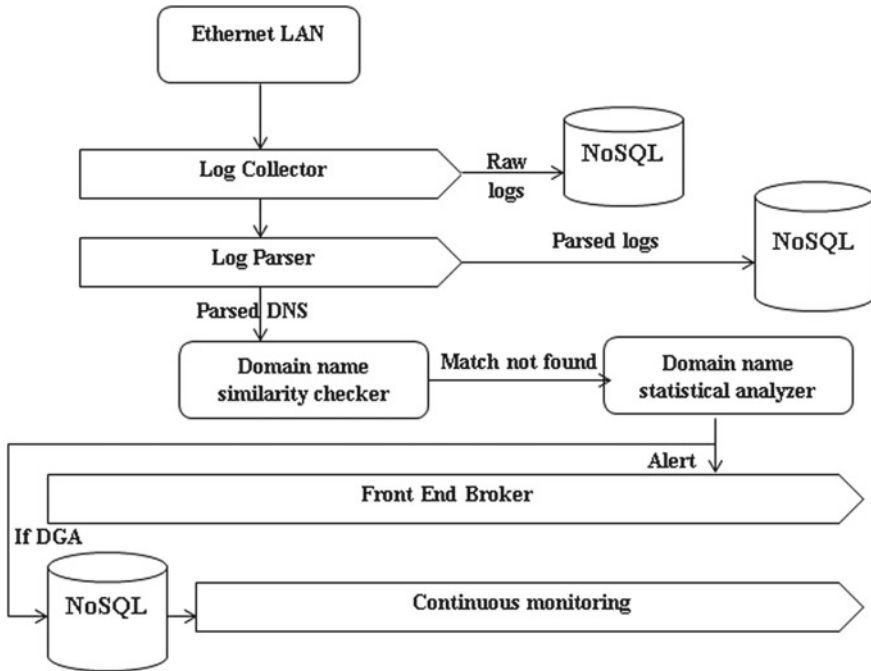 Ethernet LAN
Log Collector
Raw
logs
NoSQL
Log Parser
Parsed logs
NoSQL
Parsed DNS
Domain name
similarity checker
Match not found
Domain name
statistical analyzer
Alert
Front End Broker
If DGA
NoSQL
Continuous monitoring